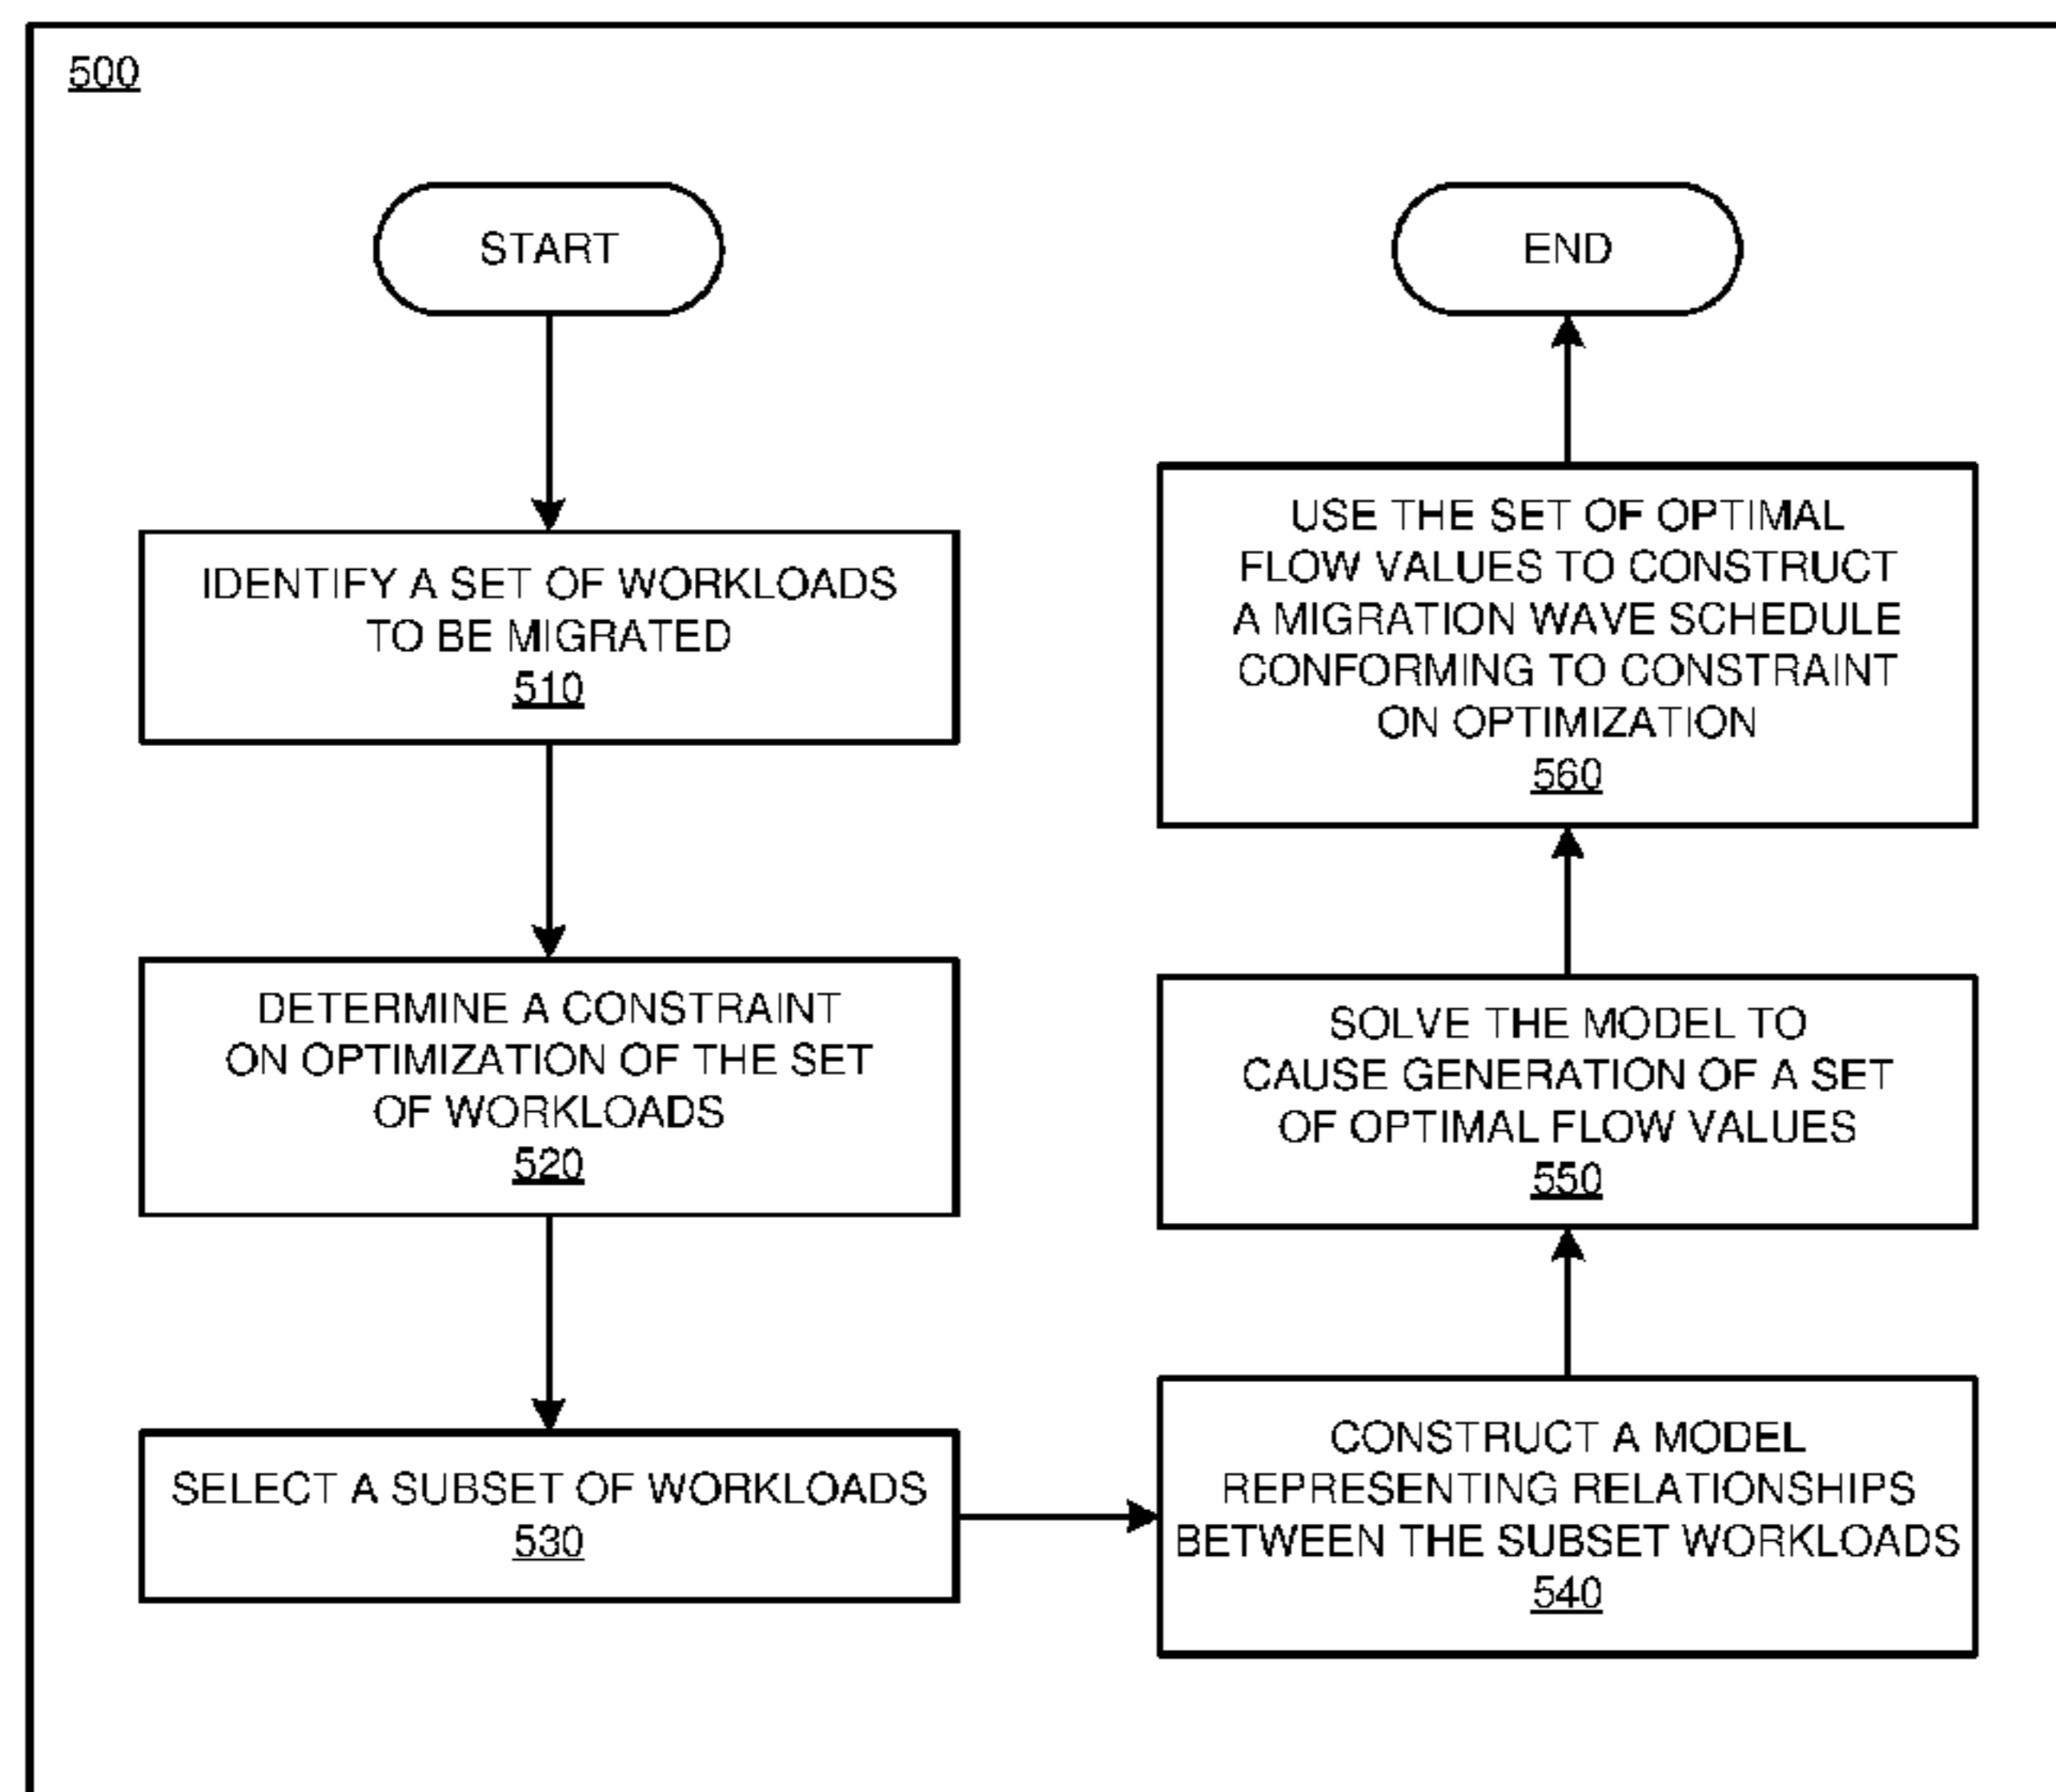 500
START
IDENTIFY A SET OF WORKLOADS
TO BE MIGRATED
510
DETERMINE A CONSTRAINT
ON OPTIMIZATION OF THE SET
OF WORKLOADS
520
SELECT A SUBSET OF WORKLOADS
530
CONSTRUCT A MODEL
REPRESENTING RELATIONSHIPS
BETWEEN THE SUBSET WORKLOADS
540
SOLVE THE MODEL TO
CAUSE GENERATION OF A SET
OF OPTIMAL FLOW VALUES
550
USE THE SET OF OPTIMAL
FLOW VALUES TO CONSTRUCT
A MIGRATION WAVE SCHEDULE
CONFORMING TO CONSTRAINT
ON OPTIMIZATION
560
END